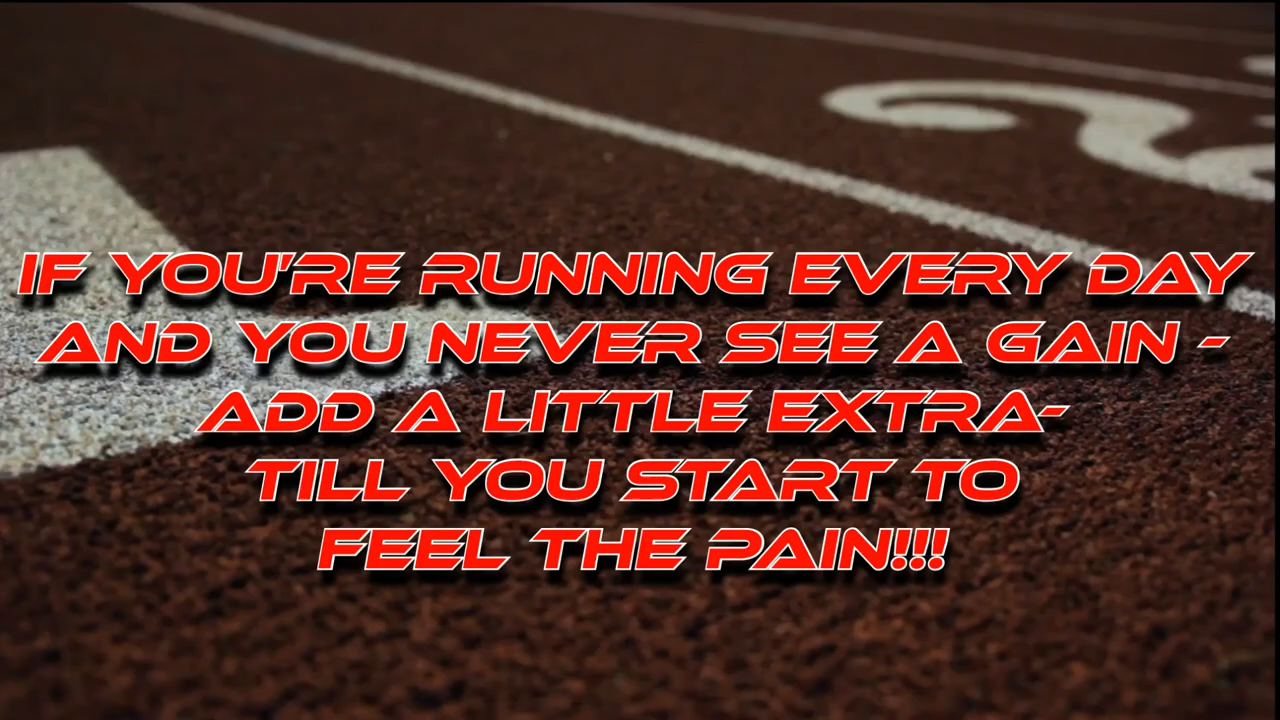 IF YOU'RE RUNNING EVERY DAY
AND YOU NEVER SEE A GAIN -
ADD A LITTLE EXTRA-
TILL YOU START TO
FEEL THE PAIN!!!